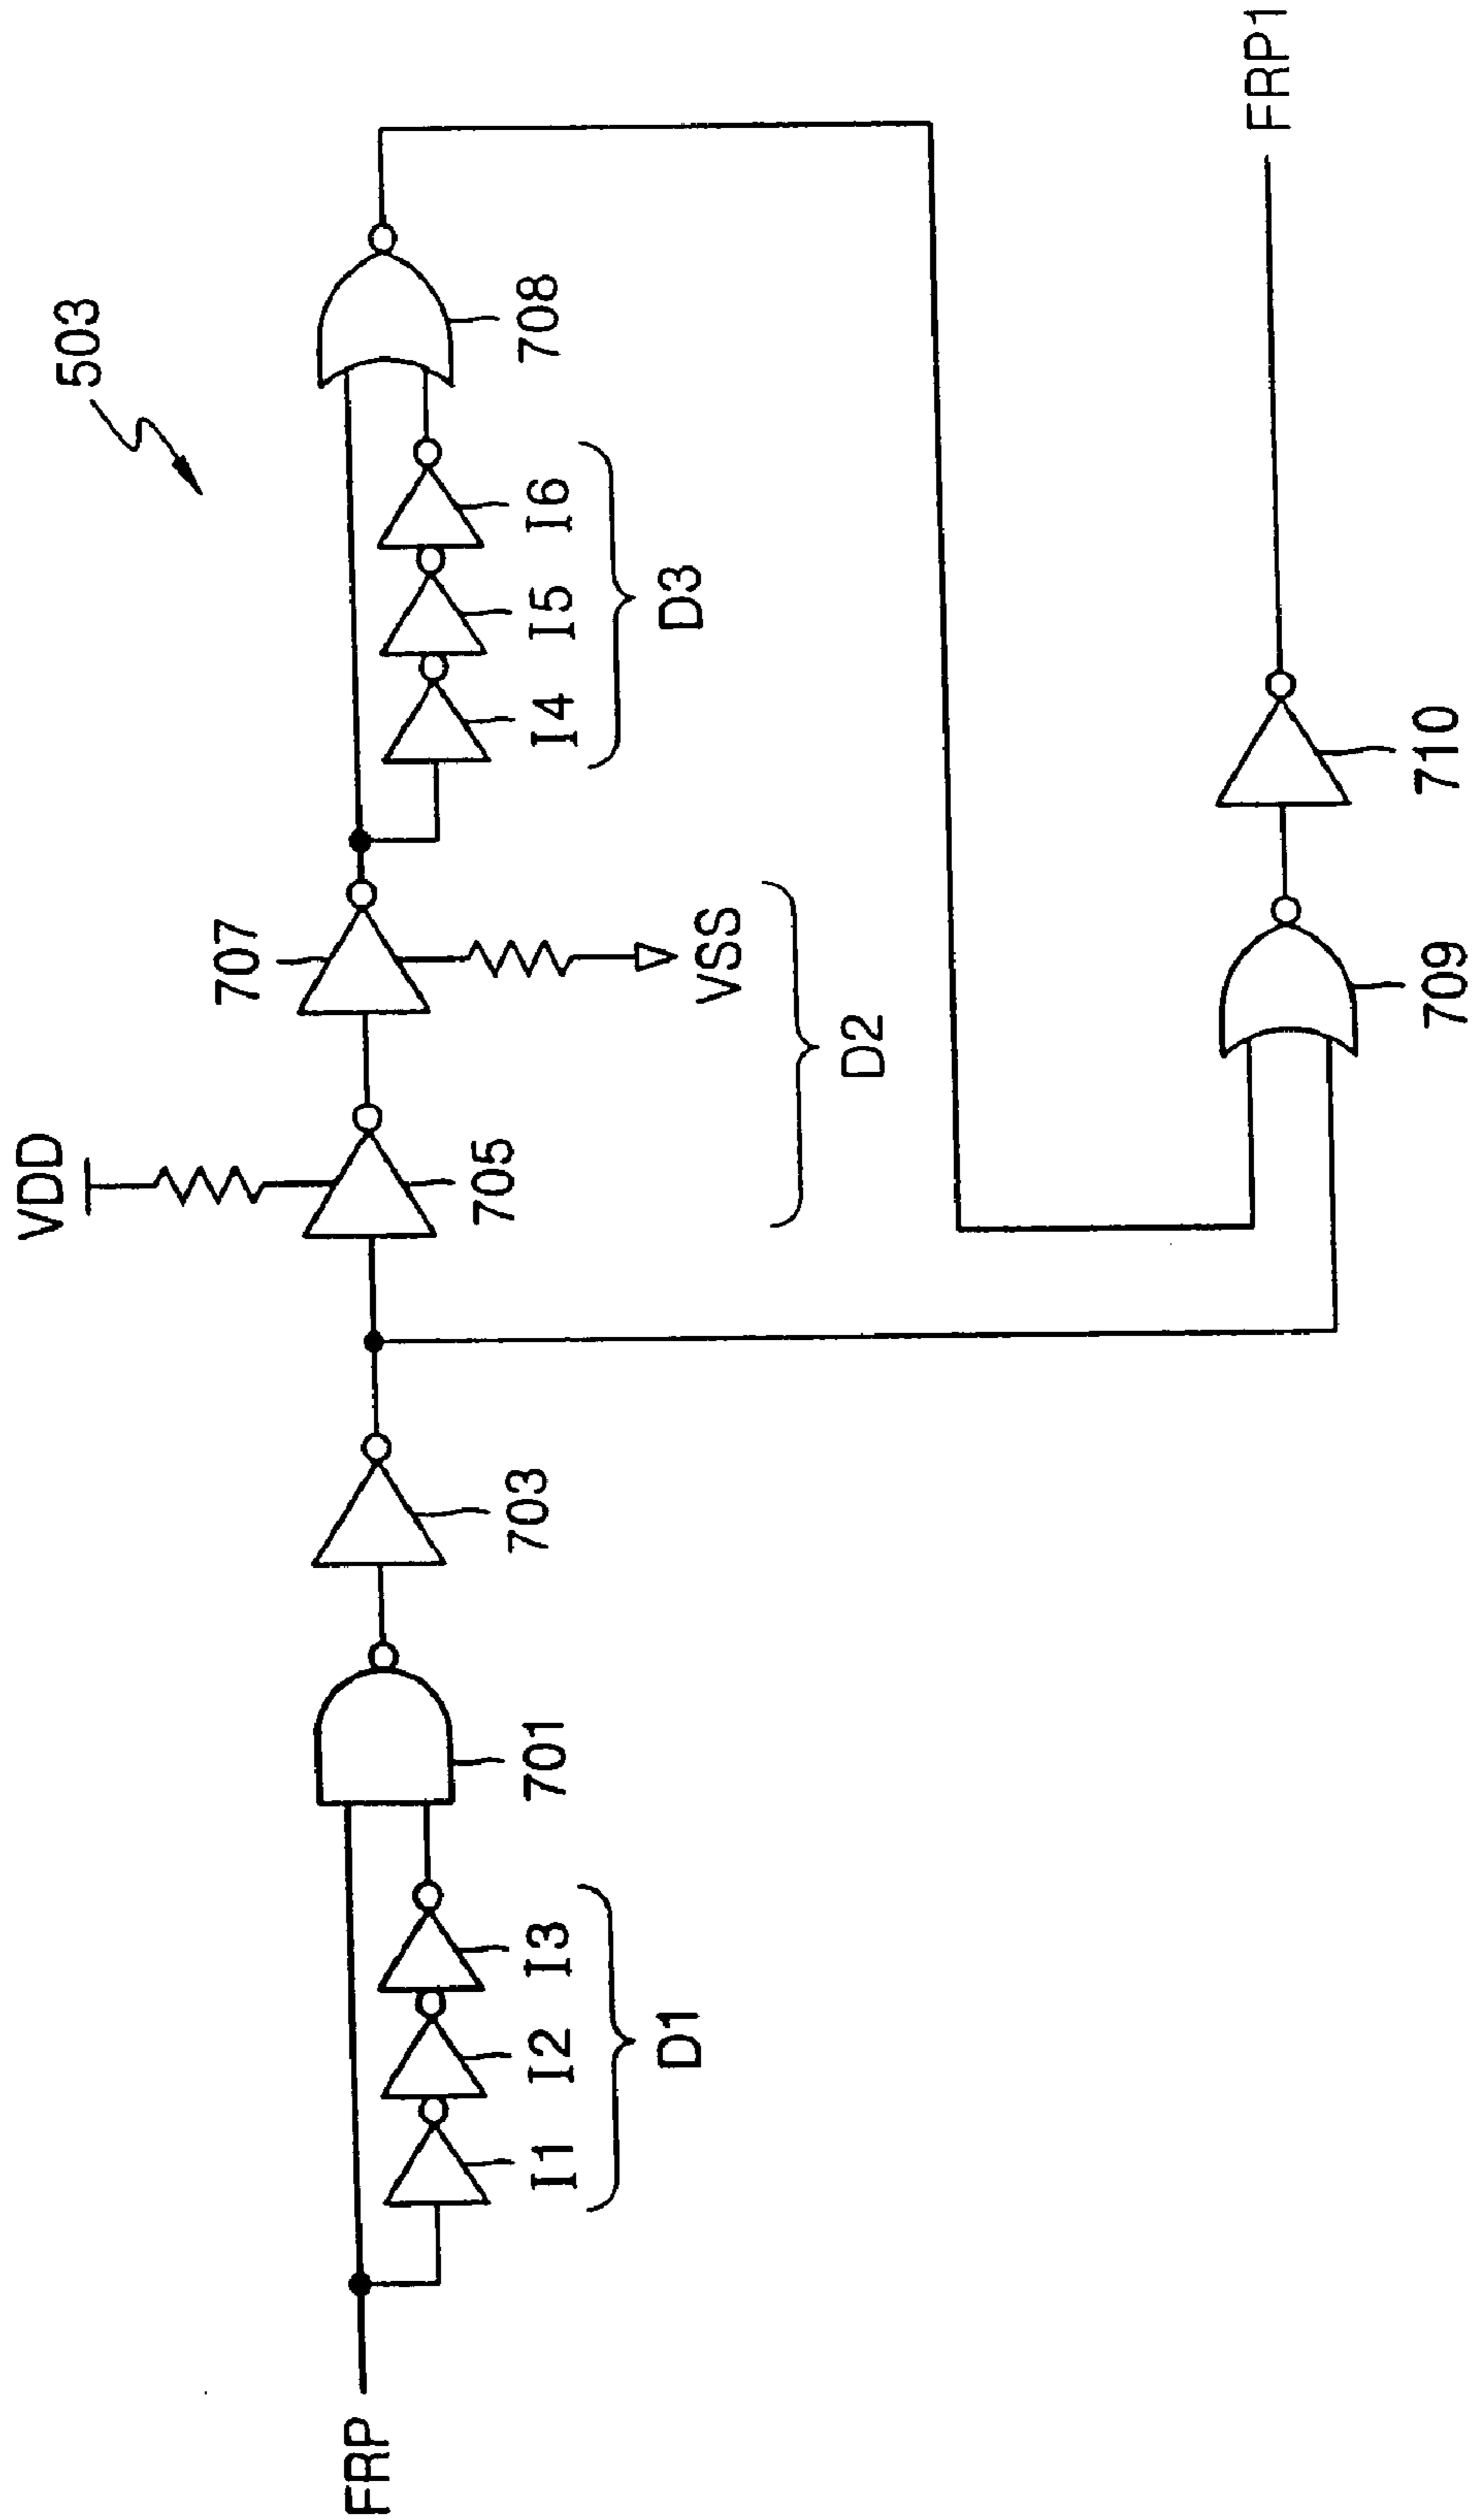 503
VDD
707
FRP
I1
I2
I3
D1
701
703
705
VSS
D2
I4
I5
I6
D3
708
709
710
FRP1